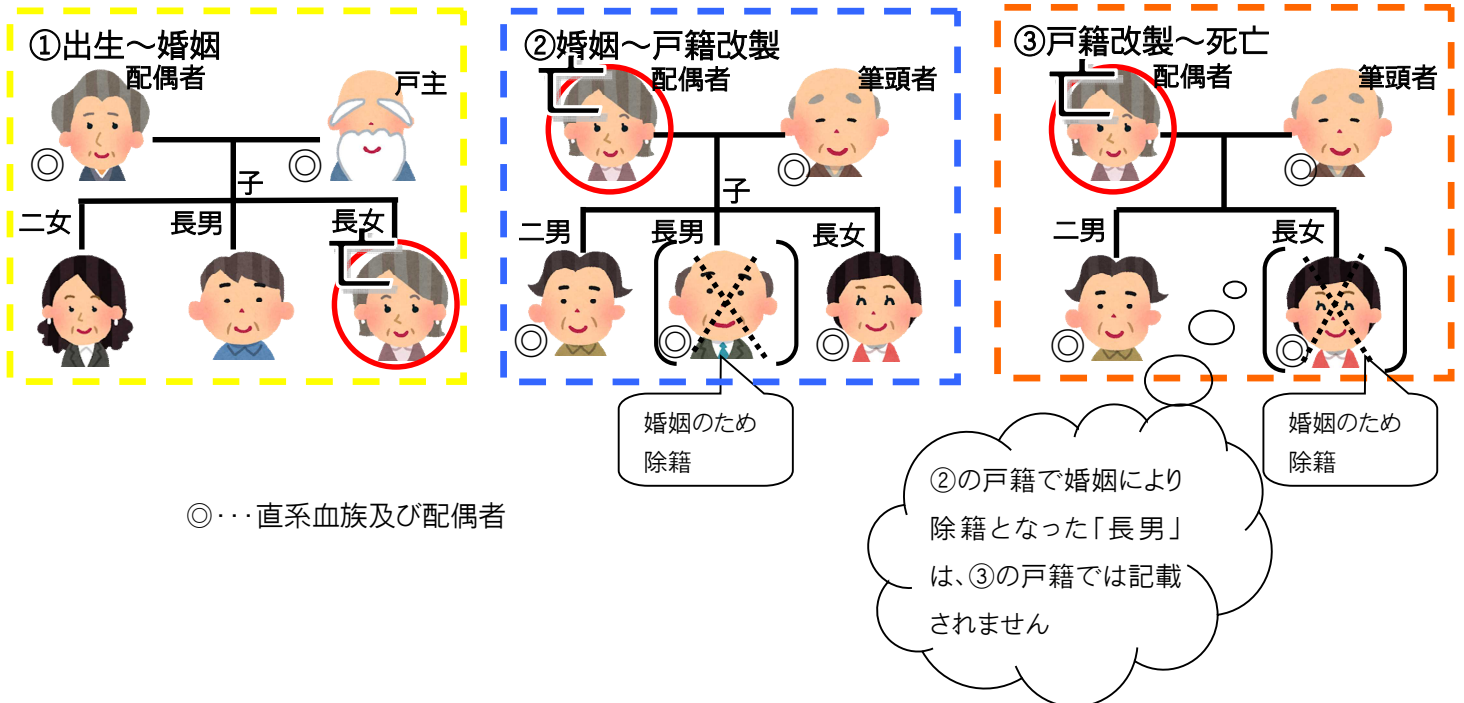 ①出生～婚姻
配偶者
戸主
◎
◎
子
二女
長男
長女
亡
②婚姻～戸籍改製
亡
配偶者
筆頭者
◎
子
二男
長男
長女
◎
◎
◎
婚姻のため
除籍
③戸籍改製～死亡
亡
配偶者
筆頭者
◎
二男
長女
◎
◎
婚姻のため
除籍
②の戸籍で婚姻により
除籍となった「長男」
は、③の戸籍では記載
されません
◎･･･直系血族及び配偶者